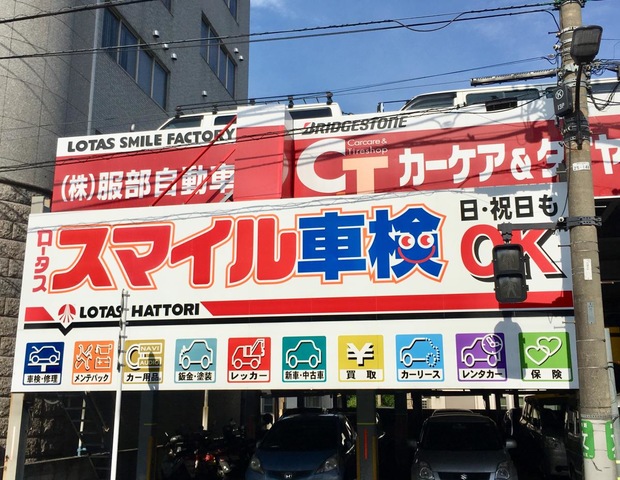 LOTAS SMILE FACTORY
BRIDGESTONE
(株)服部自動車
Carcare &
Tireshop
CT カーケア&タイヤ
ロータス
スマイル車検
日・祝日も
OK
LOTAS HATTORI
車検・修理
メンテパック
NAVI
AUDIO
カー用品
鈑金・塗装
レッカー
新車・中古車
¥
買取
カーリース
レンタカー
保険